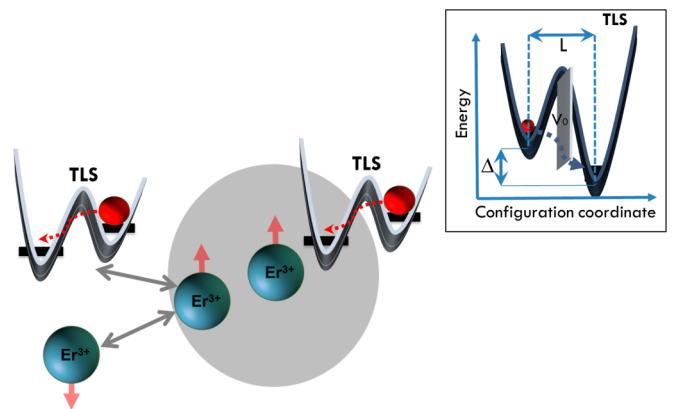 TLS
L
Energy
V₀
Δ
Configuration coordinate
TLS
TLS
Er³⁺
Er³⁺
Er³⁺